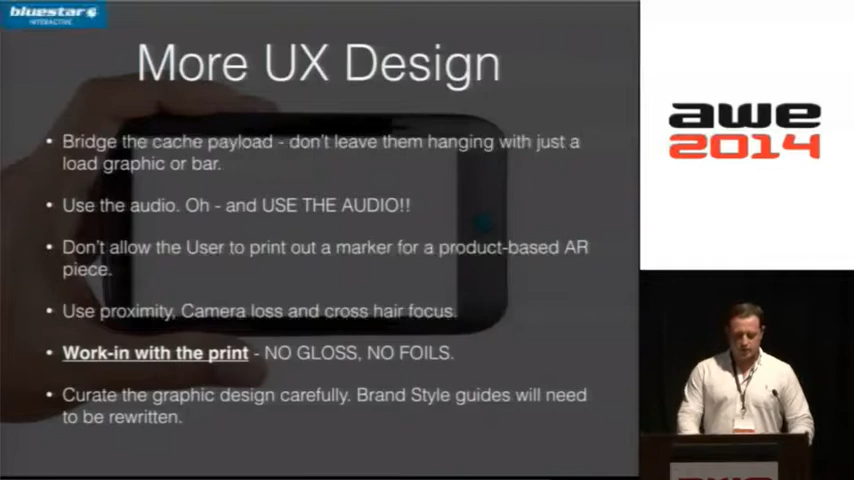 bluestar
INTERACTIVE
More UX Design
• Bridge the cache payload - don't leave them hanging with just a
load graphic or bar.
• Use the audio. Oh - and USE THE AUDIO!!
• Don't allow the User to print out a marker for a product-based AR
piece.
• Use proximity, Camera loss and cross hair focus.
• Work-in with the print - NO GLOSS, NO FOILS.
• Curate the graphic design carefully. Brand Style guides will need
to be rewritten.
awe
2014